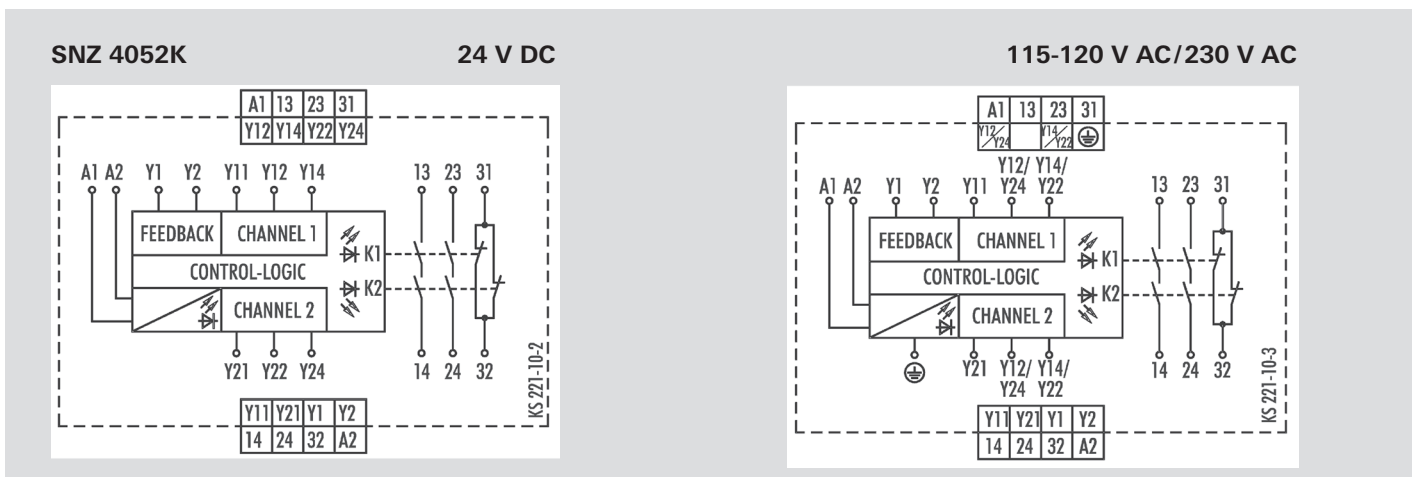 SNZ 4052K 24 V DC
A1 13 23 31
Y12 Y14 Y22 Y24
A1 A2 Y1 Y2 Y11 Y12 Y14 13 23 31
FEEDBACK CHANNEL 1
K1
CONTROL-LOGIC
K2
CHANNEL 2
Y21 Y22 Y24 14 24 32
KS 221-10-2
Y11 Y21 Y1 Y2
14 24 32 A2
115-120 V AC/230 V AC
A1 13 23 31
Y12/Y24 Y14/Y22
Y12/ Y14/
A1 A2 Y1 Y2 Y11 Y24 Y22 13 23 31
FEEDBACK CHANNEL 1
K1
CONTROL-LOGIC
K2
CHANNEL 2
Y21 Y12/ Y14/ 14 24 32
Y24 Y22
KS 221-10-3
Y11 Y21 Y1 Y2
14 24 32 A2